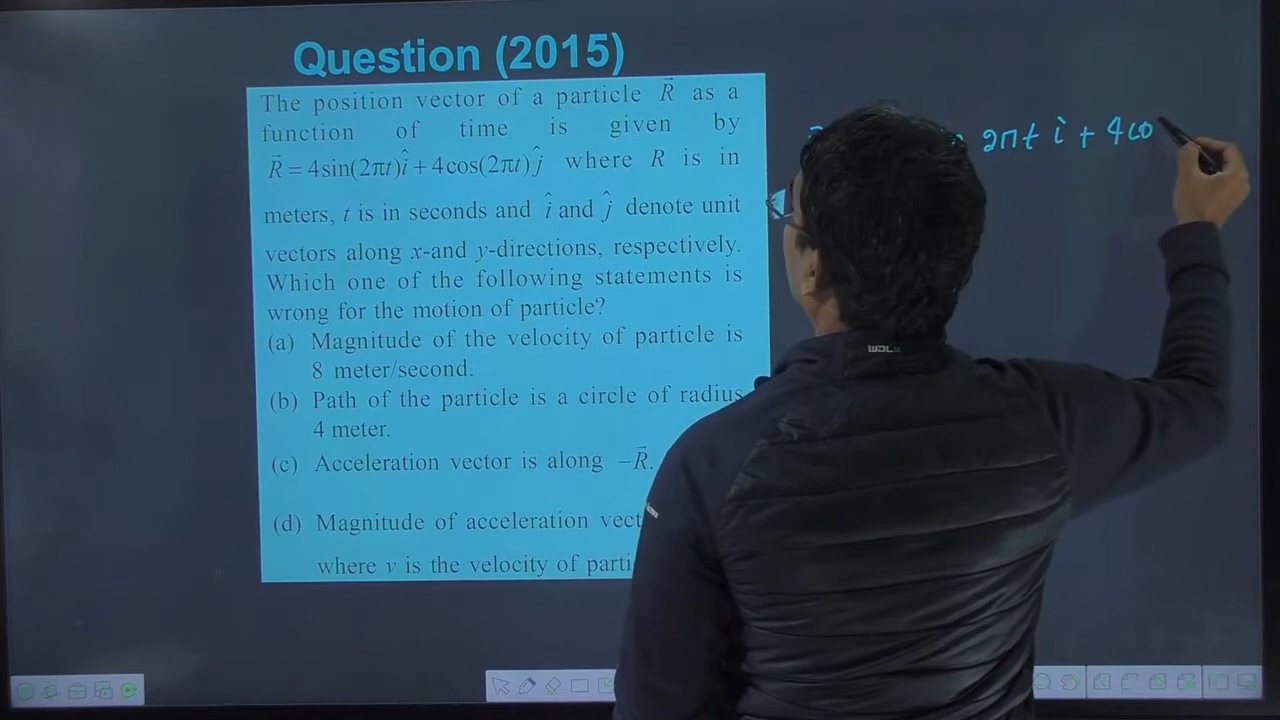 Question (2015)
The position vector of a particle R⃗ as a
function of time is given by
R⃗ = 4sin(2πt)î + 4cos(2πt)ĵ where R is in
meters, t is in seconds and î and ĵ denote unit
vectors along x-and y-directions, respectively.
Which one of the following statements is
wrong for the motion of particle?
(a) Magnitude of the velocity of particle is
8 meter/second.
(b) Path of the particle is a circle of radius
4 meter.
(c) Acceleration vector is along −R⃗.
(d) Magnitude of acceleration
where v is the velocity of
2πt î + 4co